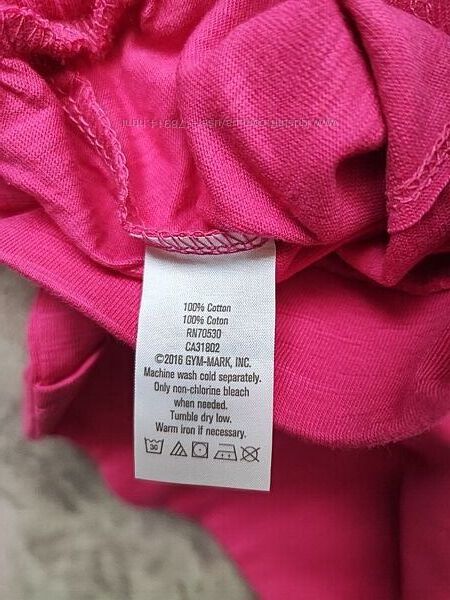 100% Cotton
100% Coton
RN70530
CA31802
©2016 GYM-MARK, INC.
Machine wash cold separately.
Only non-chlorine bleach
when needed.
Tumble dry low.
Warm iron if necessary.
30